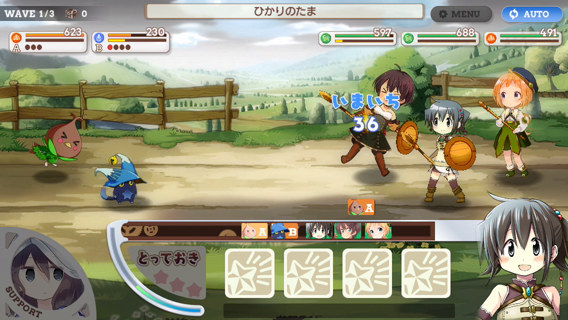 WAVE 1/3
0
ひかりのたま
MENU
AUTO
623
230
597
688
491
A
B
いまいち
36
A
A
B
とっておき
SUPPORT